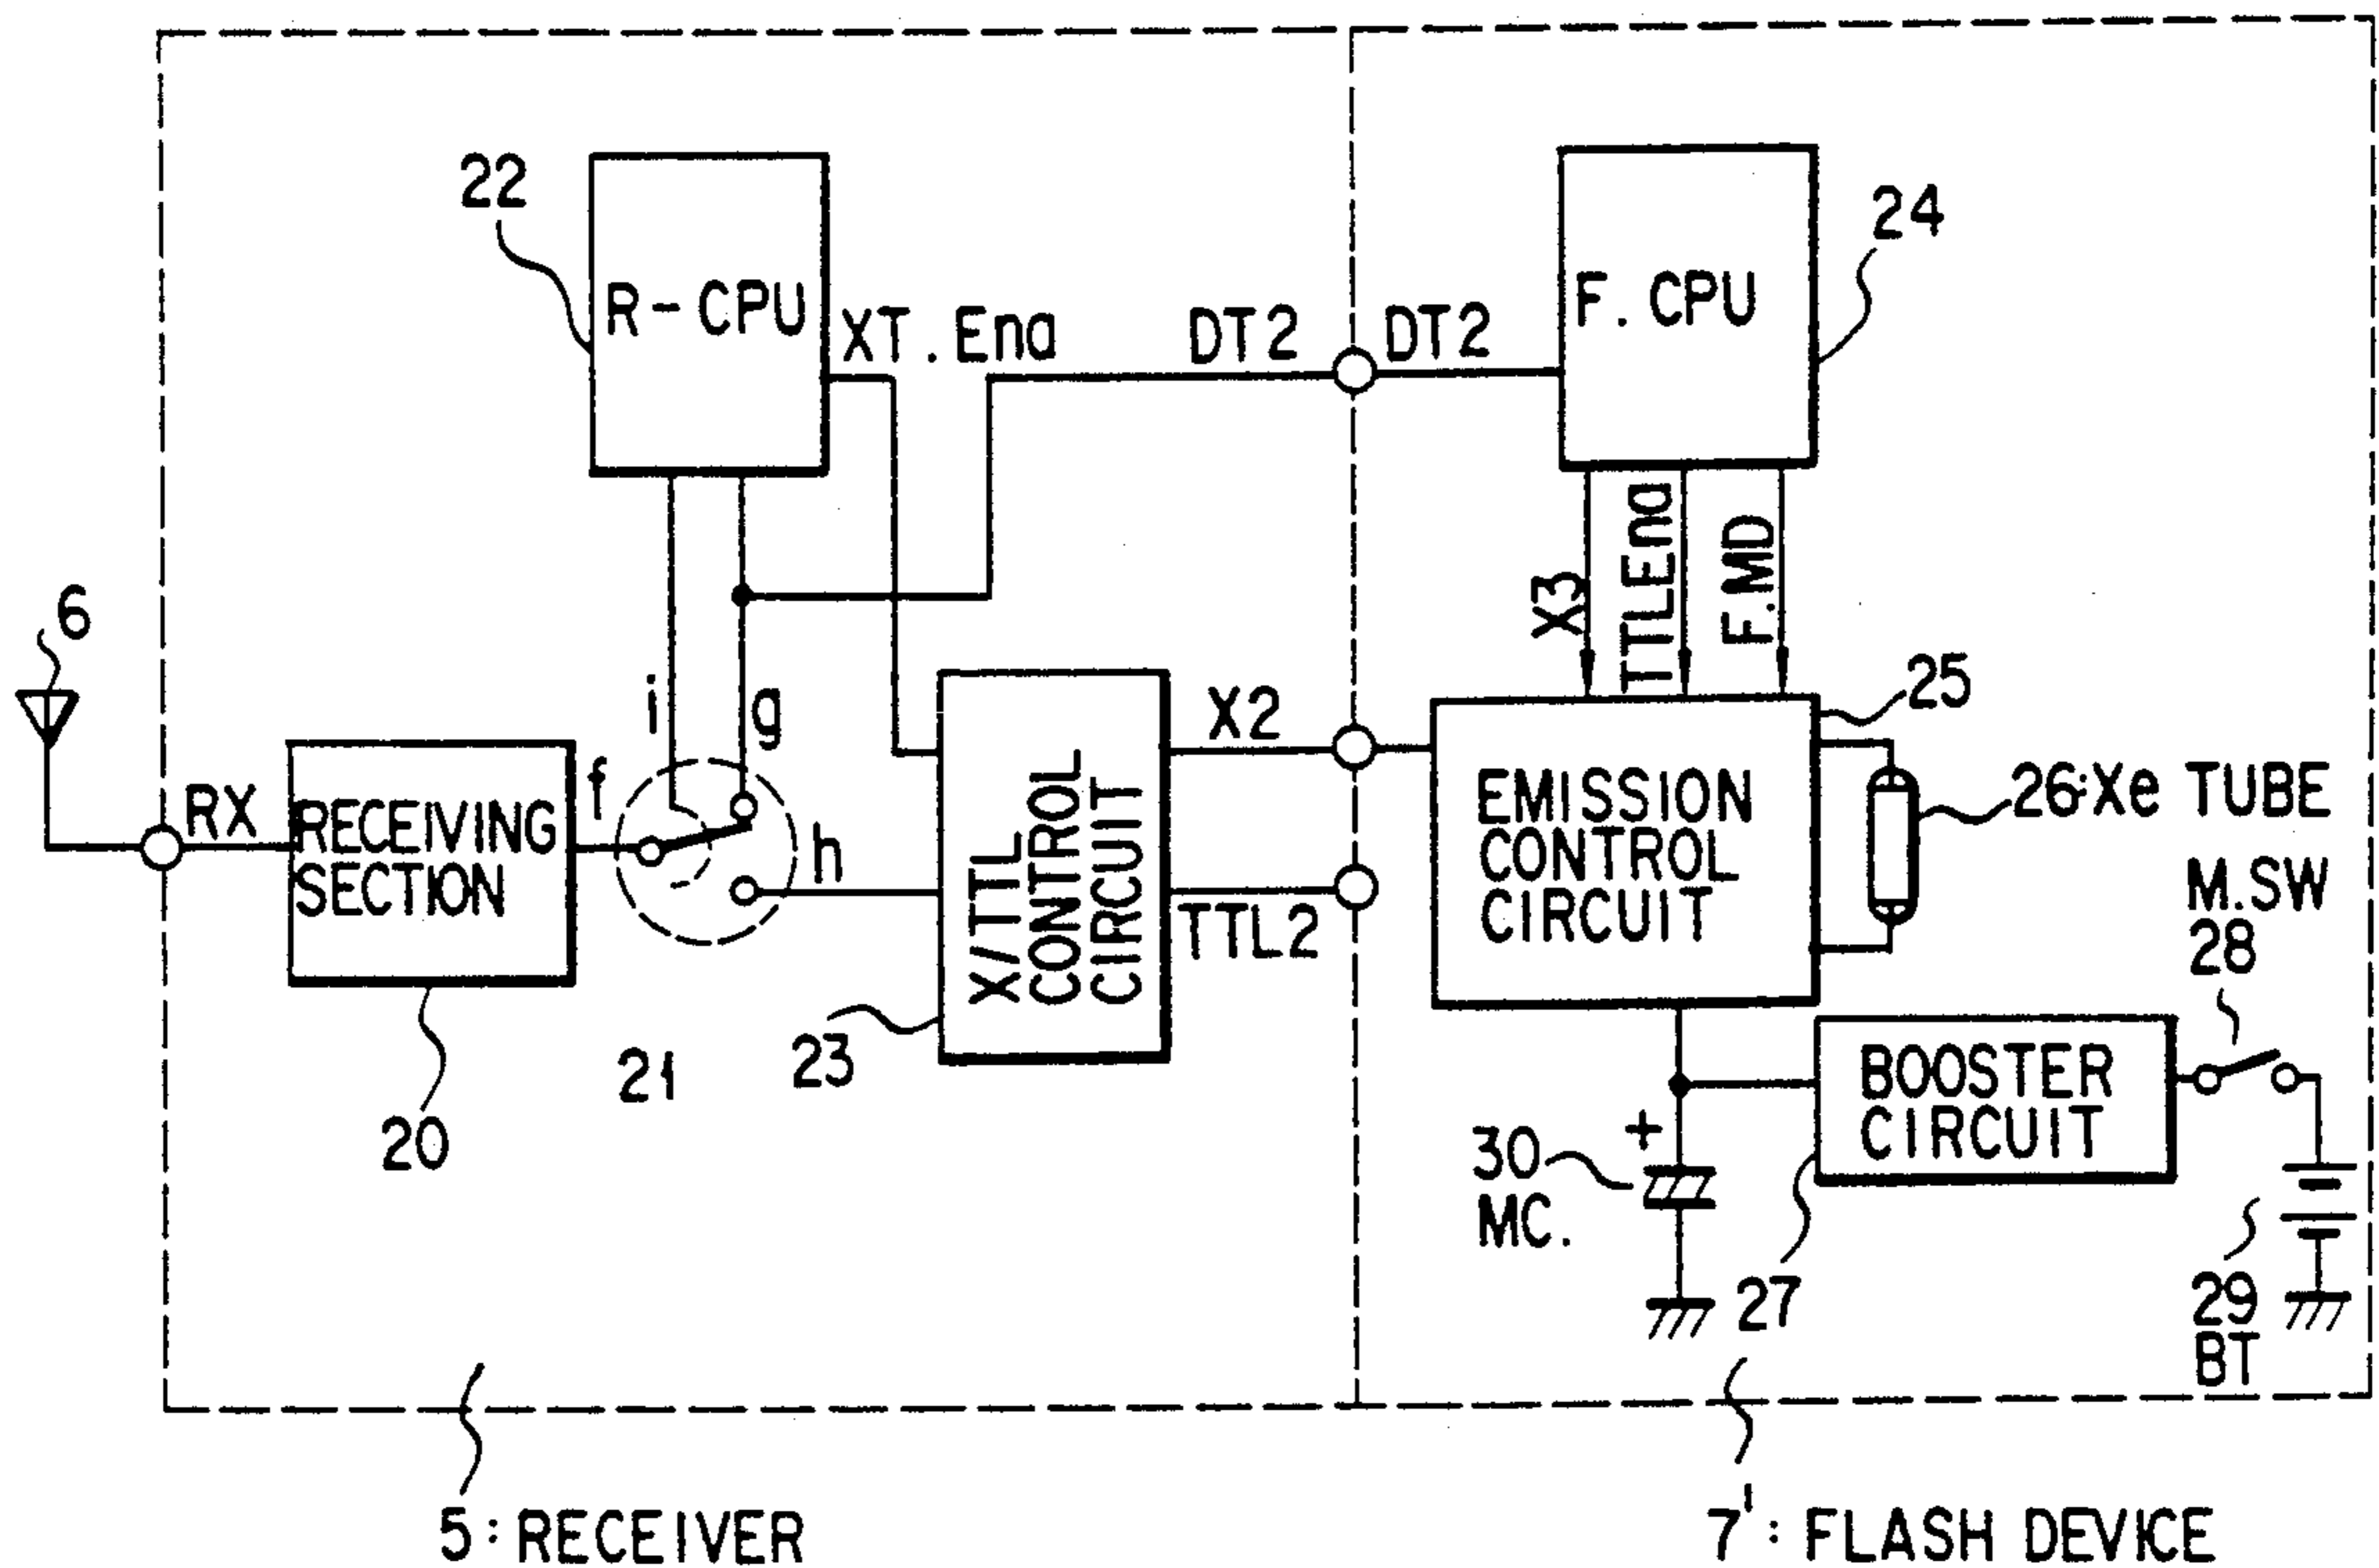 22
R-CPU
XT.Ena
DT2
DT2
F. CPU
24
X3
TTLEna
F.MD
6
RX
RECEIVING
SECTION
20
f
i
g
h
21
X/TTL
CONTROL
CIRCUIT
23
X2
TTL2
EMISSION
CONTROL
CIRCUIT
25
26:Xe TUBE
M.SW
28
BOOSTER
CIRCUIT
27
+
30
MC.
29
BT
5: RECEIVER
7': FLASH DEVICE